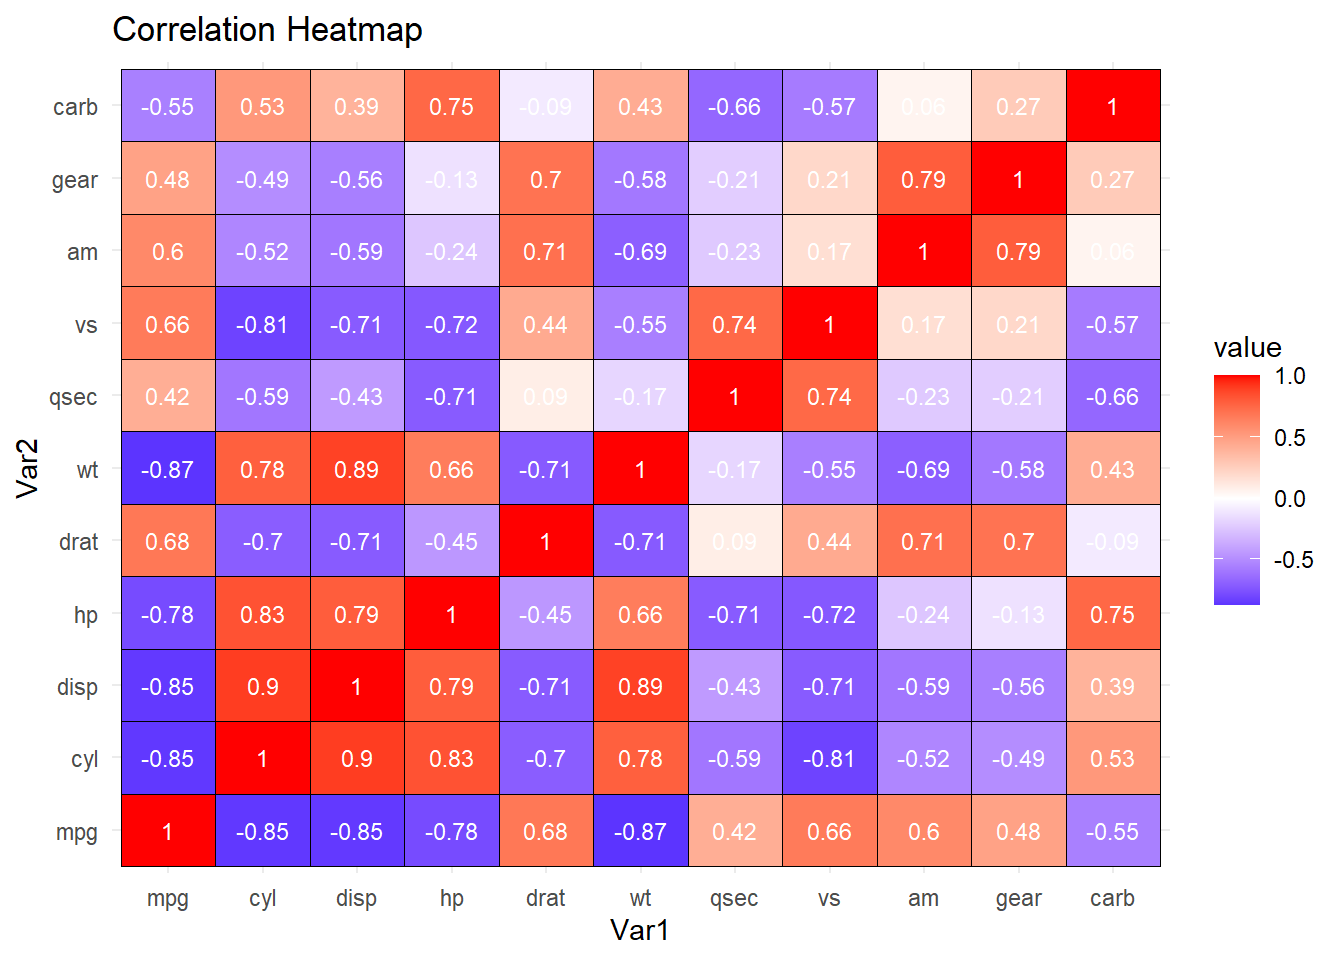 Correlation Heatmap
carb -0.55 0.53 0.39 0.75 -0.09 0.43 -0.66 -0.57 0.06 0.27 1
gear 0.48 -0.49 -0.56 -0.13 0.7 -0.58 -0.21 0.21 0.79 1 0.27
am 0.6 -0.52 -0.59 -0.24 0.71 -0.69 -0.23 0.17 1 0.79 0.06
vs 0.66 -0.81 -0.71 -0.72 0.44 -0.55 0.74 1 0.17 0.21 -0.57
qsec 0.42 -0.59 -0.43 -0.71 0.09 -0.17 1 0.74 -0.23 -0.21 -0.66
wt -0.87 0.78 0.89 0.66 -0.71 1 -0.17 -0.55 -0.69 -0.58 0.43
drat 0.68 -0.7 -0.71 -0.45 1 -0.71 0.09 0.44 0.71 0.7 -0.09
hp -0.78 0.83 0.79 1 -0.45 0.66 -0.71 -0.72 -0.24 -0.13 0.75
disp -0.85 0.9 1 0.79 -0.71 0.89 -0.43 -0.71 -0.59 -0.56 0.39
cyl -0.85 1 0.9 0.83 -0.7 0.78 -0.59 -0.81 -0.52 -0.49 0.53
mpg 1 -0.85 -0.85 -0.78 0.68 -0.87 0.42 0.66 0.6 0.48 -0.55
mpg cyl disp hp drat wt qsec vs am gear carb
Var1
Var2
value
1.0
0.5
0.0
-0.5